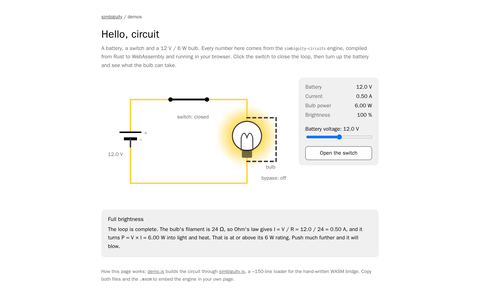 simbiquity / demos
Hello, circuit
A battery, a switch and a 12 V / 6 W bulb. Every number here comes from the simbiquity-circuits engine, compiled
from Rust to WebAssembly and running in your browser. Click the switch to close the loop, then turn up the battery
and see what the bulb can take.
switch: closed
+
-
12.0 V
bulb
bypass: off
Battery 12.0 V
Current 0.50 A
Bulb power 6.00 W
Brightness 100 %
Battery voltage: 12.0 V
Open the switch
Full brightness
The loop is complete. The bulb's filament is 24 Ω, so Ohm's law gives I = V / R = 12.0 / 24 = 0.50 A, and it
turns P = V × I = 6.00 W into light and heat. That is at or above its 6 W rating. Push much further and it will
blow.
How this page works: demo.js builds the circuit through simbiquity.js, a ~150-line loader for the hand-written WASM bridge. Copy
both files and the .wasm to embed the engine in your own page.